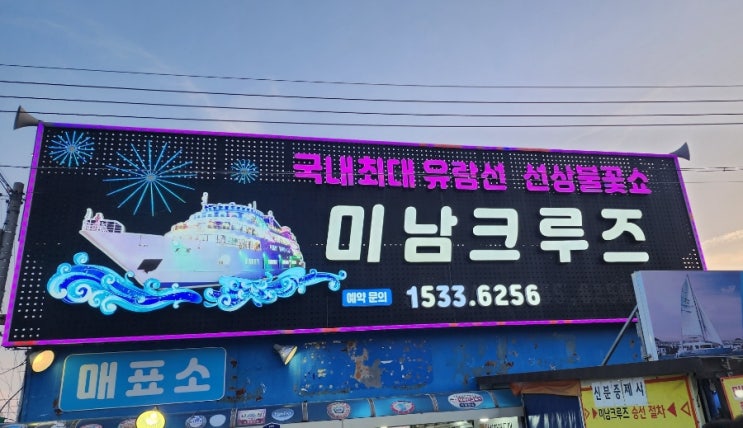 국내최대 유람선 선상불꽃쇼
미남크루즈
예약 문의 1533.6256
매표소
신분증제시
▶미남크루즈 승선 절차◀